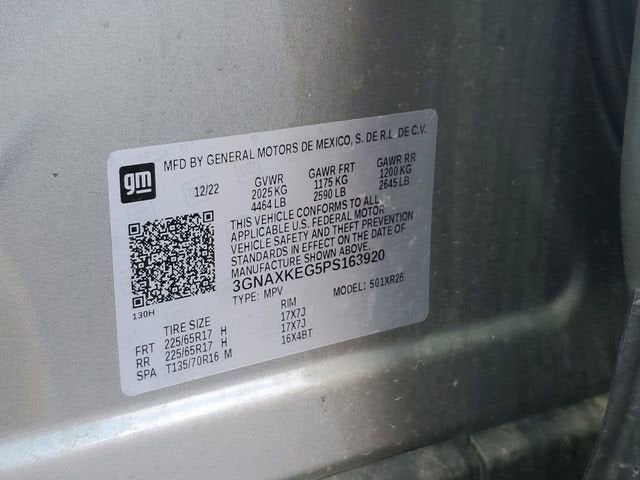 gm
MFD BY GENERAL MOTORS DE MEXICO, S. DE R.L. DE C.V.
12/22
GVWR
2025 KG
4464 LB
GAWR FRT
1175 KG
2590 LB
GAWR RR
1200 KG
2645 LB
THIS VEHICLE CONFORMS TO ALL
APPLICABLE U.S. FEDERAL MOTOR
VEHICLE SAFETY AND THEFT PREVENTION
STANDARDS IN EFFECT ON THE DATE OF
MANUFACTURE SHOWN ABOVE.
3GNAXKEG5PS163920
TYPE: MPV MODEL: 501XR26
130H
TIRE SIZE RIM
FRT 225/65R17 H 17X7J
RR 225/65R17 H 17X7J
SPA T135/70R16 M 16X4BT